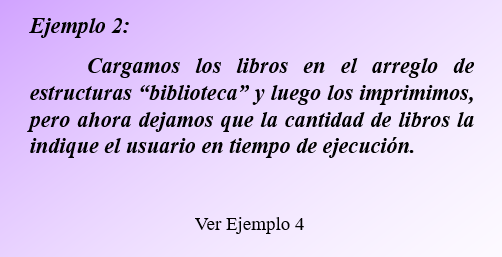 Ejemplo 2:
Cargamos los libros en el arreglo de
estructuras “biblioteca” y luego los imprimimos,
pero ahora dejamos que la cantidad de libros la
indique el usuario en tiempo de ejecución.
Ver Ejemplo 4